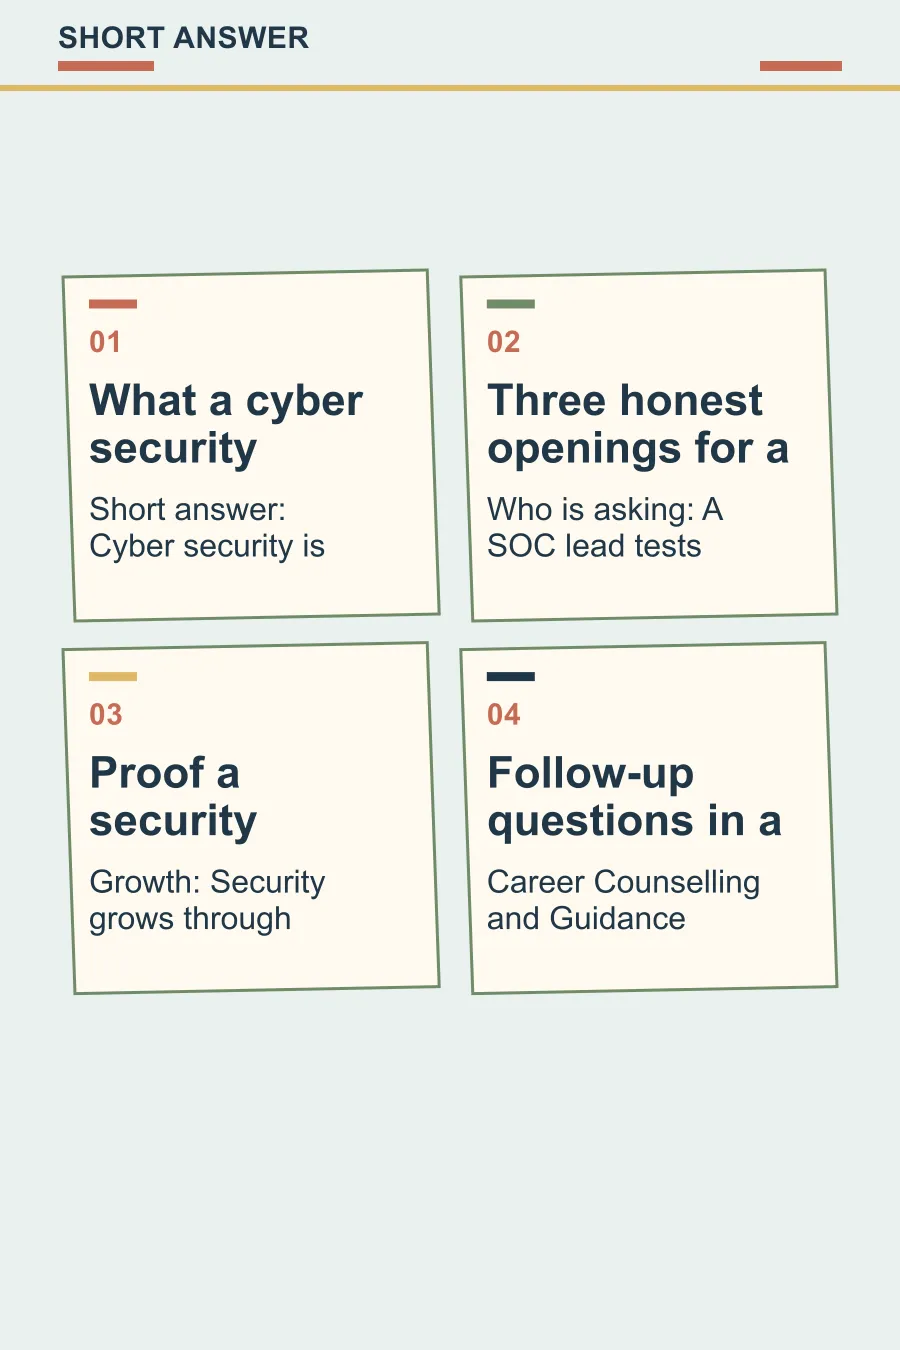 SHORT ANSWER
01
What a cyber
security
Short answer:
Cyber security is
02
Three honest
openings for a
Who is asking: A
SOC lead tests
03
Proof a
security
Growth: Security
grows through
04
Follow-up
questions in a
Career Counselling
and Guidance